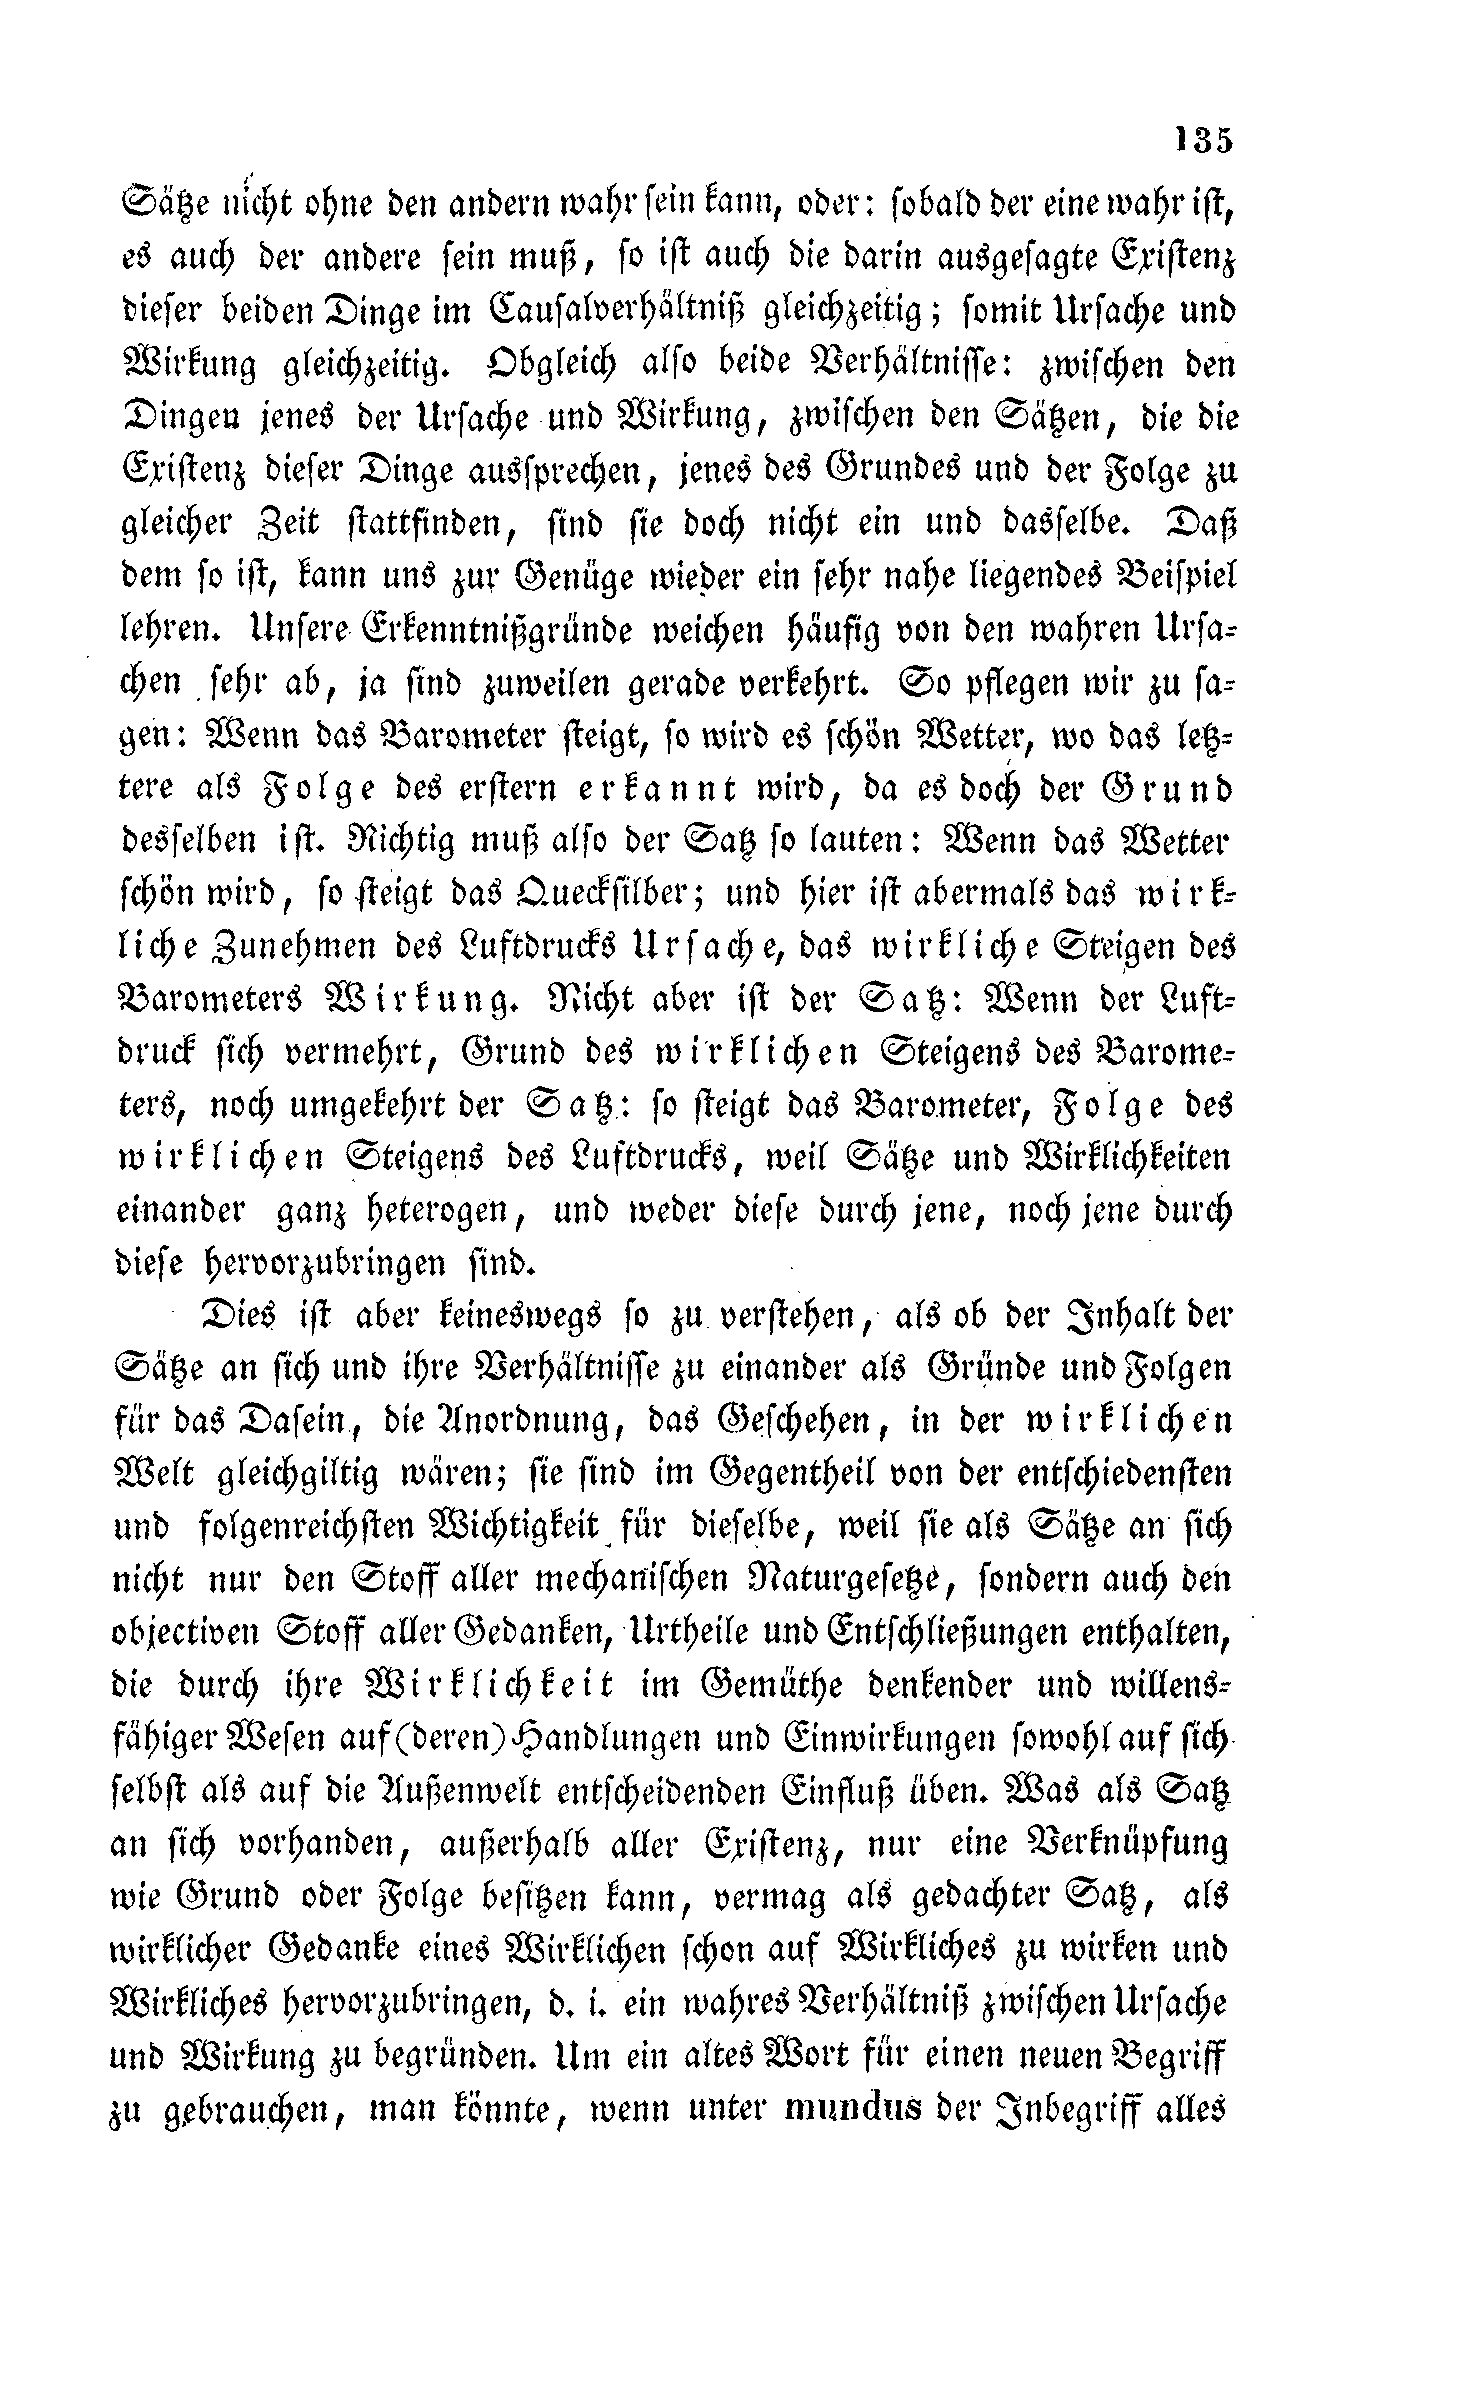 135
Sätze nicht ohne den andern wahr sein kann, oder: sobald der eine wahr ist,
es auch der andere sein muß, so ist auch die darin ausgesagte Existenz
dieser beiden Dinge im Causalverhältniß gleichzeitig; somit Ursache und
Wirkung gleichzeitig. Obgleich also beide Verhältnisse: zwischen den
Dingen jenes der Ursache und Wirkung, zwischen den Sätzen, die die
Existenz dieser Dinge aussprechen, jenes des Grundes und der Folge zu
gleicher Zeit stattfinden, sind sie doch nicht ein und dasselbe. Daß
dem so ist, kann uns zur Genüge wieder ein sehr nahe liegendes Beispiel
lehren. Unsere Erkenntnißgründe weichen häufig von den wahren Ursa-
chen sehr ab, ja sind zuweilen gerade verkehrt. So pflegen wir zu sa-
gen: Wenn das Barometer steigt, so wird es schön Wetter, wo das letz-
tere als Folge des erstern erkannt wird, da es doch der Grund
desselben ist. Richtig muß also der Satz so lauten: Wenn das Wetter
schön wird, so steigt das Quecksilber; und hier ist abermals das wirk-
liche Zunehmen des Luftdrucks Ursache, das wirkliche Steigen des
Barometers Wirkung. Nicht aber ist der Satz: Wenn der Luft-
druck sich vermehrt, Grund des wirklichen Steigens des Barome-
ters, noch umgekehrt der Satz: so steigt das Barometer, Folge des
wirklichen Steigens des Luftdrucks, weil Sätze und Wirklichkeiten
einander ganz heterogen, und weder diese durch jene, noch jene durch
diese hervorzubringen sind.
Dies ist aber keineswegs so zu verstehen, als ob der Inhalt der
Sätze an sich und ihre Verhältnisse zu einander als Gründe und Folgen
für das Dasein, die Anordnung, das Geschehen, in der wirklichen
Welt gleichgiltig wären; sie sind im Gegentheil von der entschiedensten
und folgenreichsten Wichtigkeit für dieselbe, weil sie als Sätze an sich
nicht nur den Stoff aller mechanischen Naturgesetze, sondern auch den
objectiven Stoff aller Gedanken, Urtheile und Entschließungen enthalten,
die durch ihre Wirklichkeit im Gemüthe denkender und willens-
fähiger Wesen auf (deren) Handlungen und Einwirkungen sowohl auf sich
selbst als auf die Außenwelt entscheidenden Einfluß üben. Was als Satz
an sich vorhanden, außerhalb aller Existenz, nur eine Verknüpfung
wie Grund oder Folge besitzen kann, vermag als gedachter Satz, als
wirklicher Gedanke eines Wirklichen schon auf Wirkliches zu wirken und
Wirkliches hervorzubringen, d. i. ein wahres Verhältniß zwischen Ursache
und Wirkung zu begründen. Um ein altes Wort für einen neuen Begriff
zu gebrauchen, man könnte, wenn unter mundus der Inbegriff alles